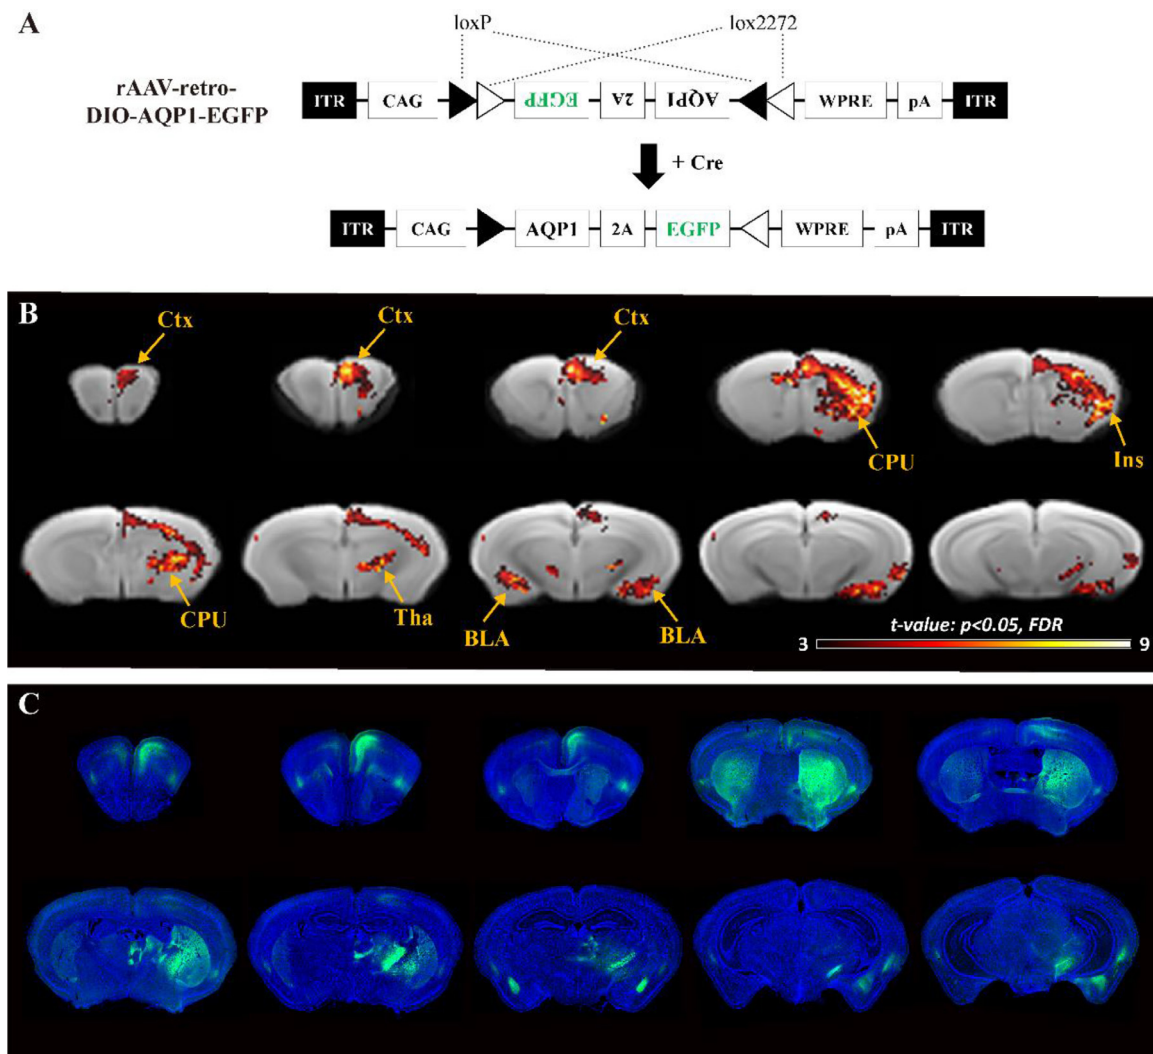 A
loxP
lox2272
rAAV-retro-
DIO-AQP1-EGFP
ITR CAG EGFP 2A AQP1 WPRE pA ITR
+ Cre
ITR CAG AQP1 2A EGFP WPRE pA ITR
B
Ctx
Ctx
Ctx
CPU
Ins
CPU
Tha
BLA
BLA
t-value: p<0.05, FDR
3
9
C